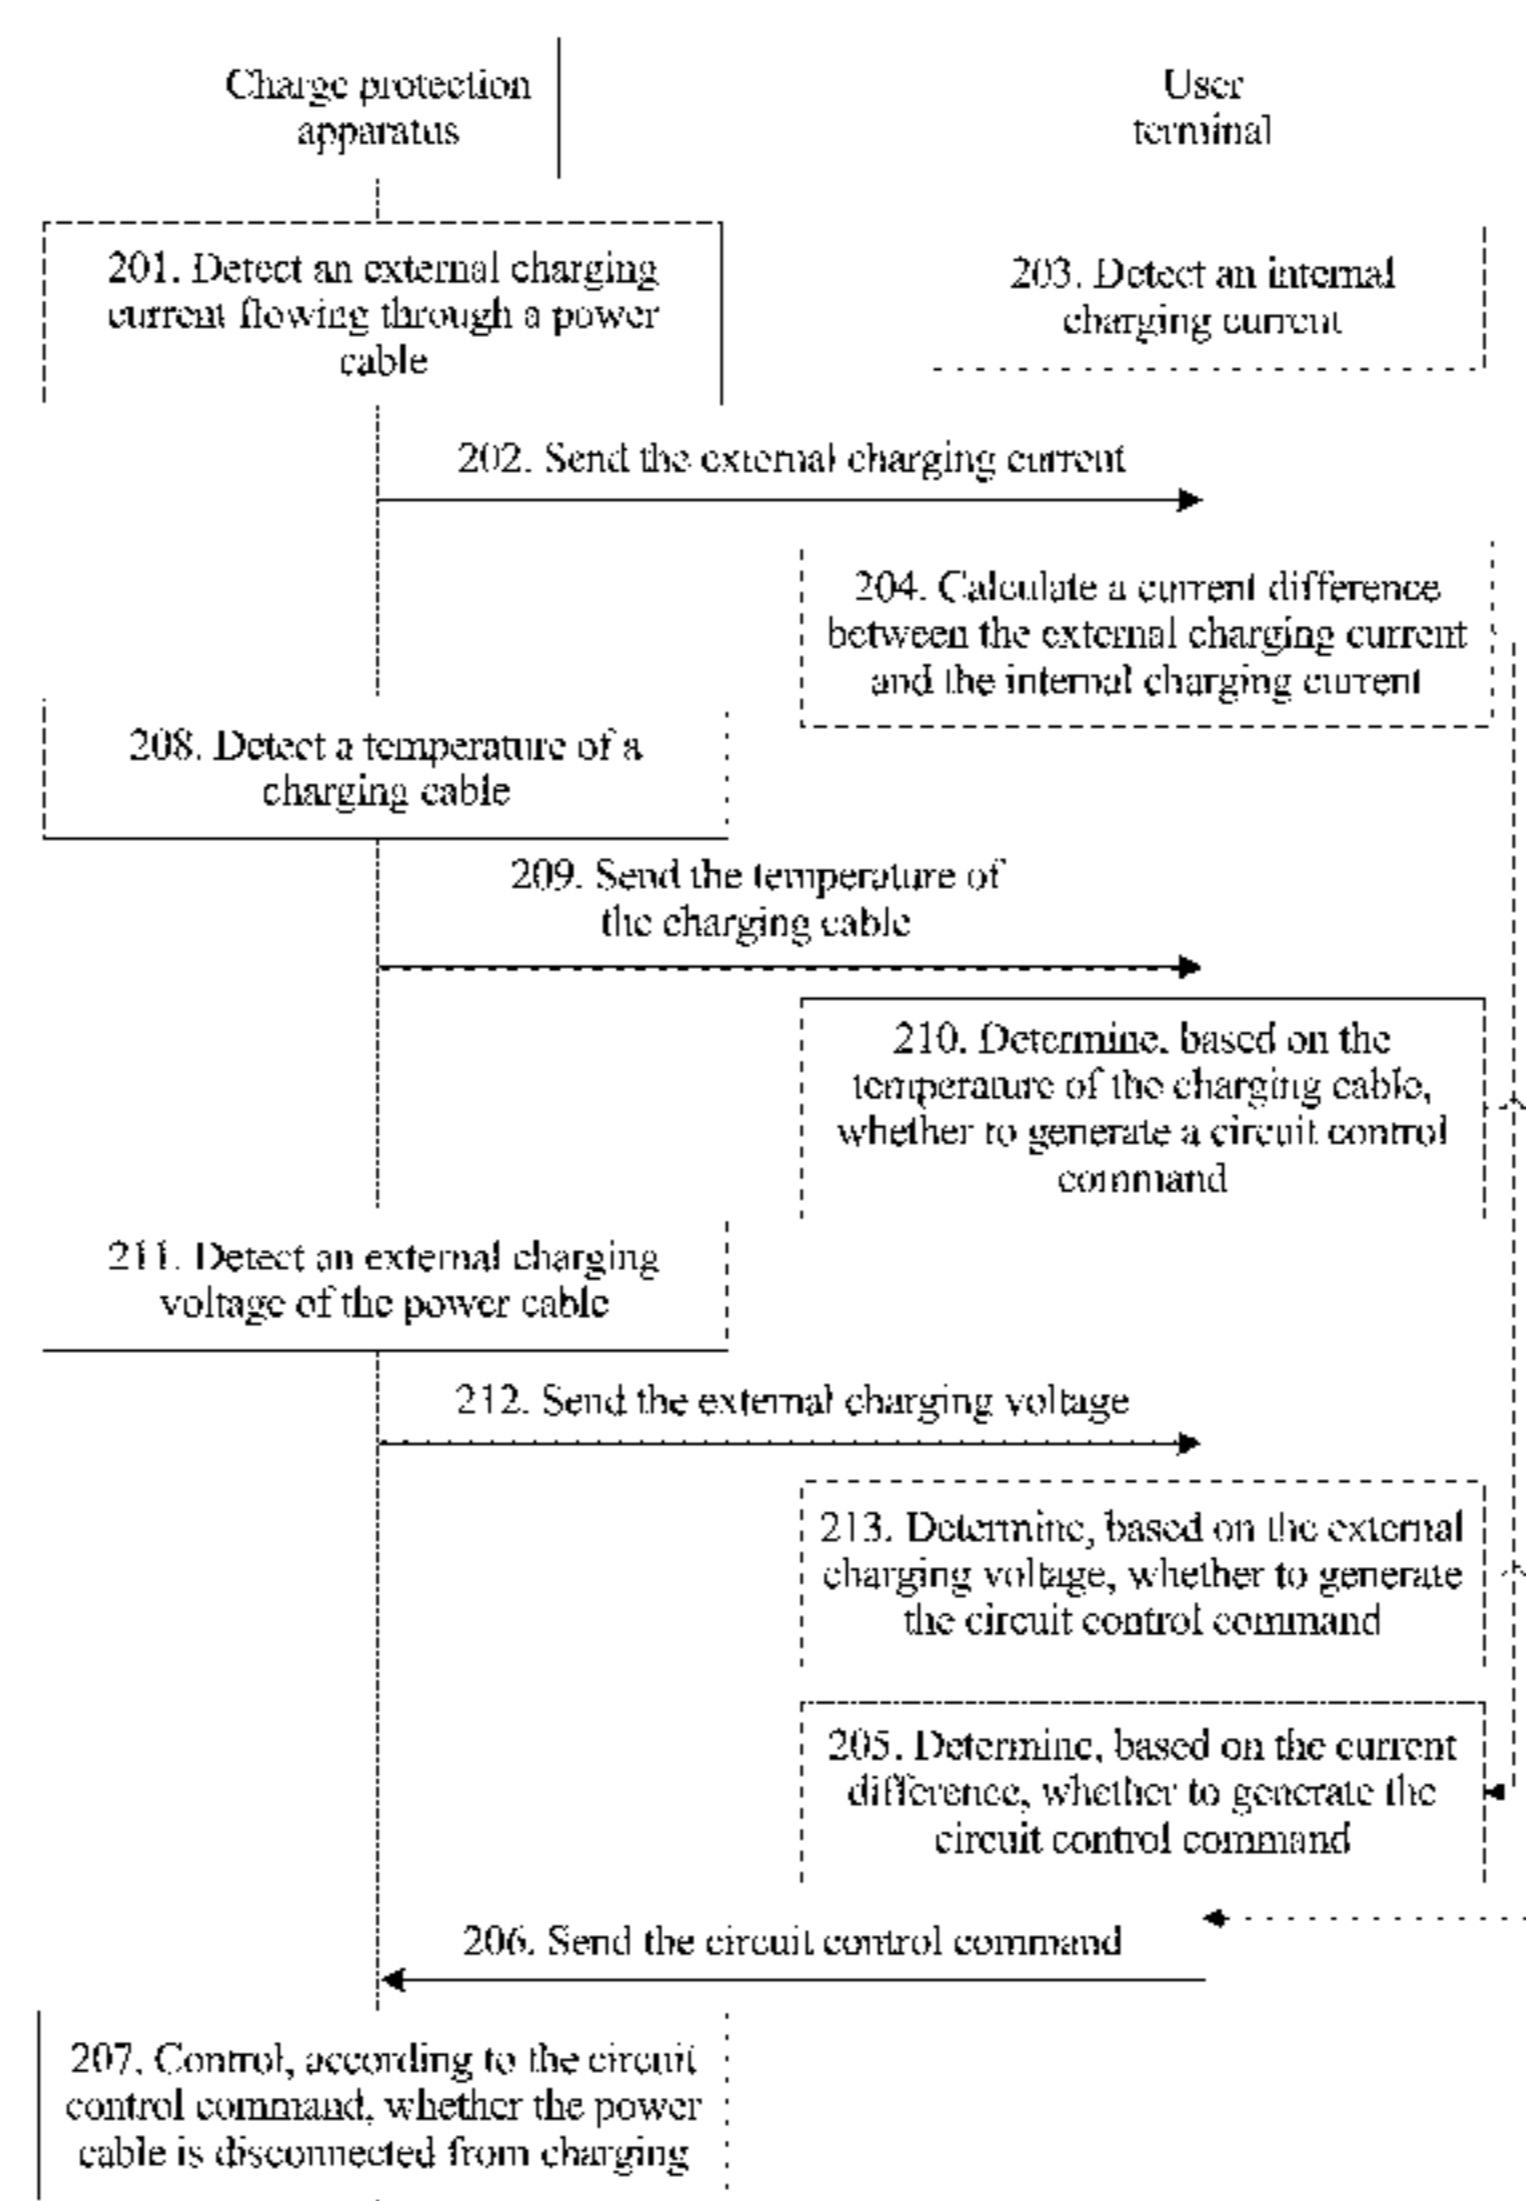 Charge protection
apparatus
User
terminal
201. Detect an external charging
current flowing through a power
cable
203. Detect an internal
charging current
202. Send the external charging current
204. Calculate a current difference
between the external charging current
and the internal charging current
208. Detect a temperature of a
charging cable
209. Send the temperature of
the charging cable
210. Determine, based on the
temperature of the charging cable,
whether to generate a circuit control
command
211. Detect an external charging
voltage of the power cable
212. Send the external charging voltage
213. Determine, based on the external
charging voltage, whether to generate
the circuit control command
205. Determine, based on the current
difference, whether to generate the
circuit control command
206. Send the circuit control command
207. Control, according to the circuit
control command, whether the power
cable is disconnected from charging